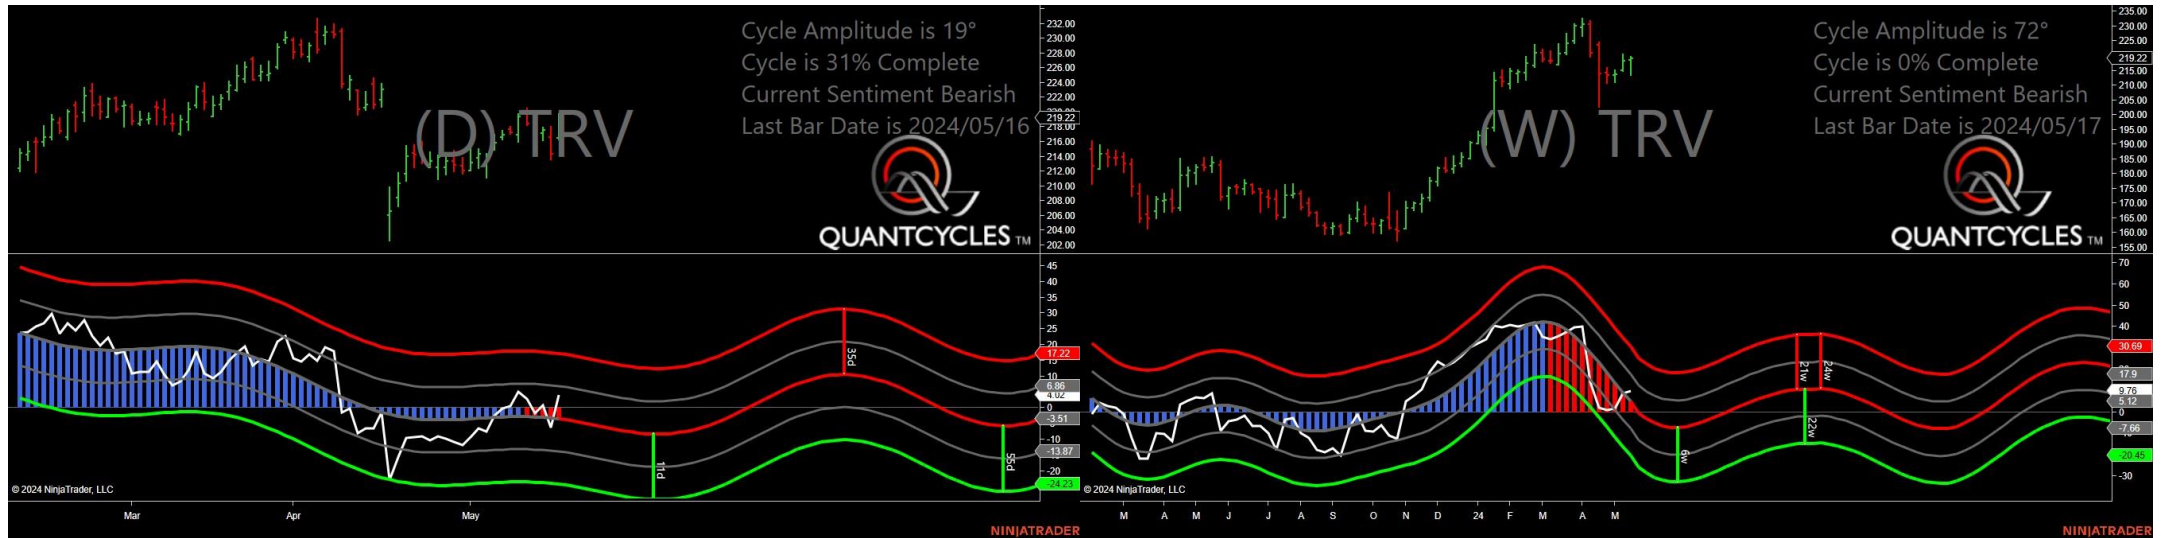 (D) TRV
Cycle Amplitude is 19°
Cycle is 31% Complete
Current Sentiment Bearish
Last Bar Date is 2024/05/16
QUANTCYCLES TM
232.00
230.00
228.00
226.00
224.00
222.00
219.22
218.00
216.00
214.00
212.00
210.00
208.00
206.00
204.00
202.00
45
40
35
30
25
20
17.22
10
6.86
4.02
0
-3.51
-10
-13.87
-20
-24.23
11d
35d
55d
© 2024 NinjaTrader, LLC
Mar
Apr
May
NINJATRADER
(W) TRV
Cycle Amplitude is 72°
Cycle is 0% Complete
Current Sentiment Bearish
Last Bar Date is 2024/05/17
QUANTCYCLES TM
235.00
230.00
225.00
219.22
215.00
210.00
205.00
200.00
195.00
190.00
185.00
180.00
175.00
170.00
165.00
160.00
155.00
70
60
50
40
30.69
17.9
9.76
5.12
0
-7.66
-20.45
-30
6w
21w
24w
22w
© 2024 NinjaTrader, LLC
M
A
M
J
J
A
S
O
N
D
24
F
M
A
M
NINJATRADER